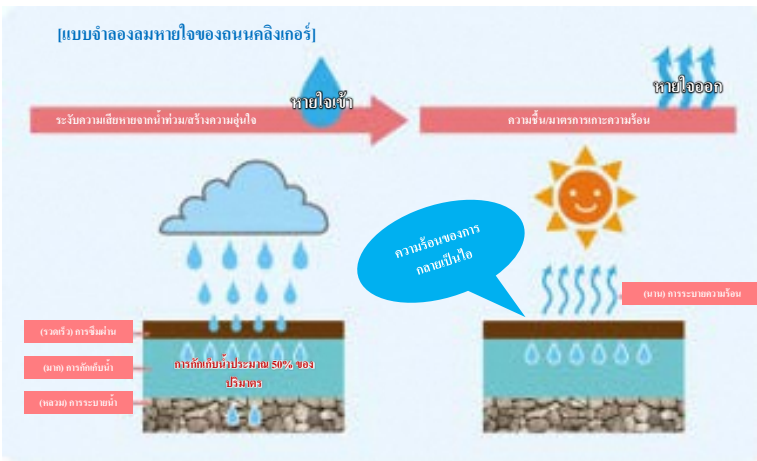 [แบบจำลองลมหายใจของถนนคลิงเกอร์]
หายใจเข้า
หายใจออก
ระงับความเสียหายจากน้ำท่วม/สร้างความอุ่นใจ
ความชื้น/มาตรการเกาะความร้อน
ความร้อนของการ
กลายเป็นไอ
(นาน) การระบายความร้อน
(รวดเร็ว) การซึมผ่าน
(มาก) การกักเก็บน้ำ
การกักเก็บน้ำประมาณ 50% ของ
ปริมาตร
(หลวม) การระบายน้ำ